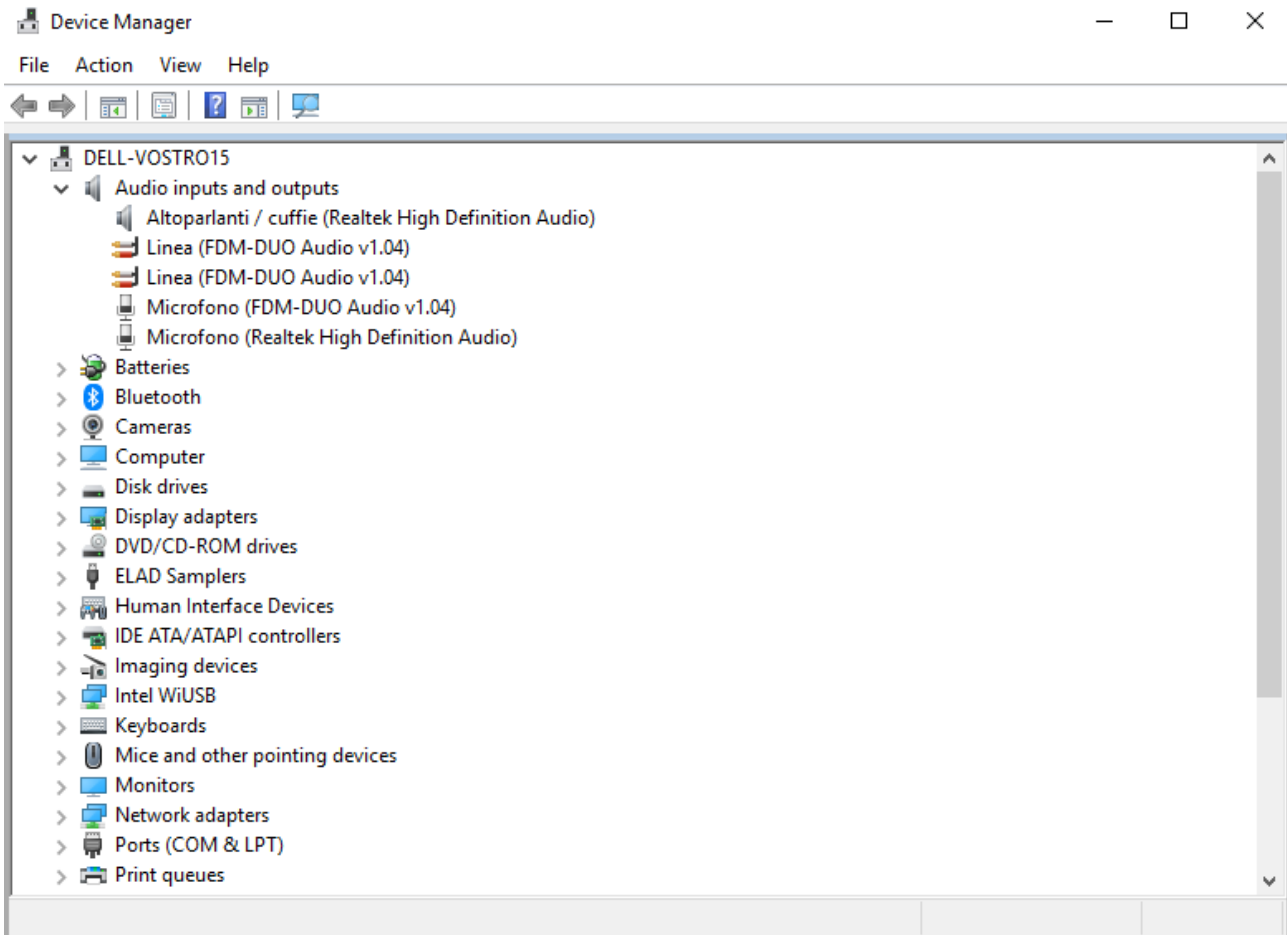 Device Manager
File Action View Help
DELL-VOSTRO15
Audio inputs and outputs
Altoparlanti / cuffie (Realtek High Definition Audio)
Linea (FDM-DUO Audio v1.04)
Linea (FDM-DUO Audio v1.04)
Microfono (FDM-DUO Audio v1.04)
Microfono (Realtek High Definition Audio)
Batteries
Bluetooth
Cameras
Computer
Disk drives
Display adapters
DVD/CD-ROM drives
ELAD Samplers
Human Interface Devices
IDE ATA/ATAPI controllers
Imaging devices
Intel WiUSB
Keyboards
Mice and other pointing devices
Monitors
Network adapters
Ports (COM & LPT)
Print queues